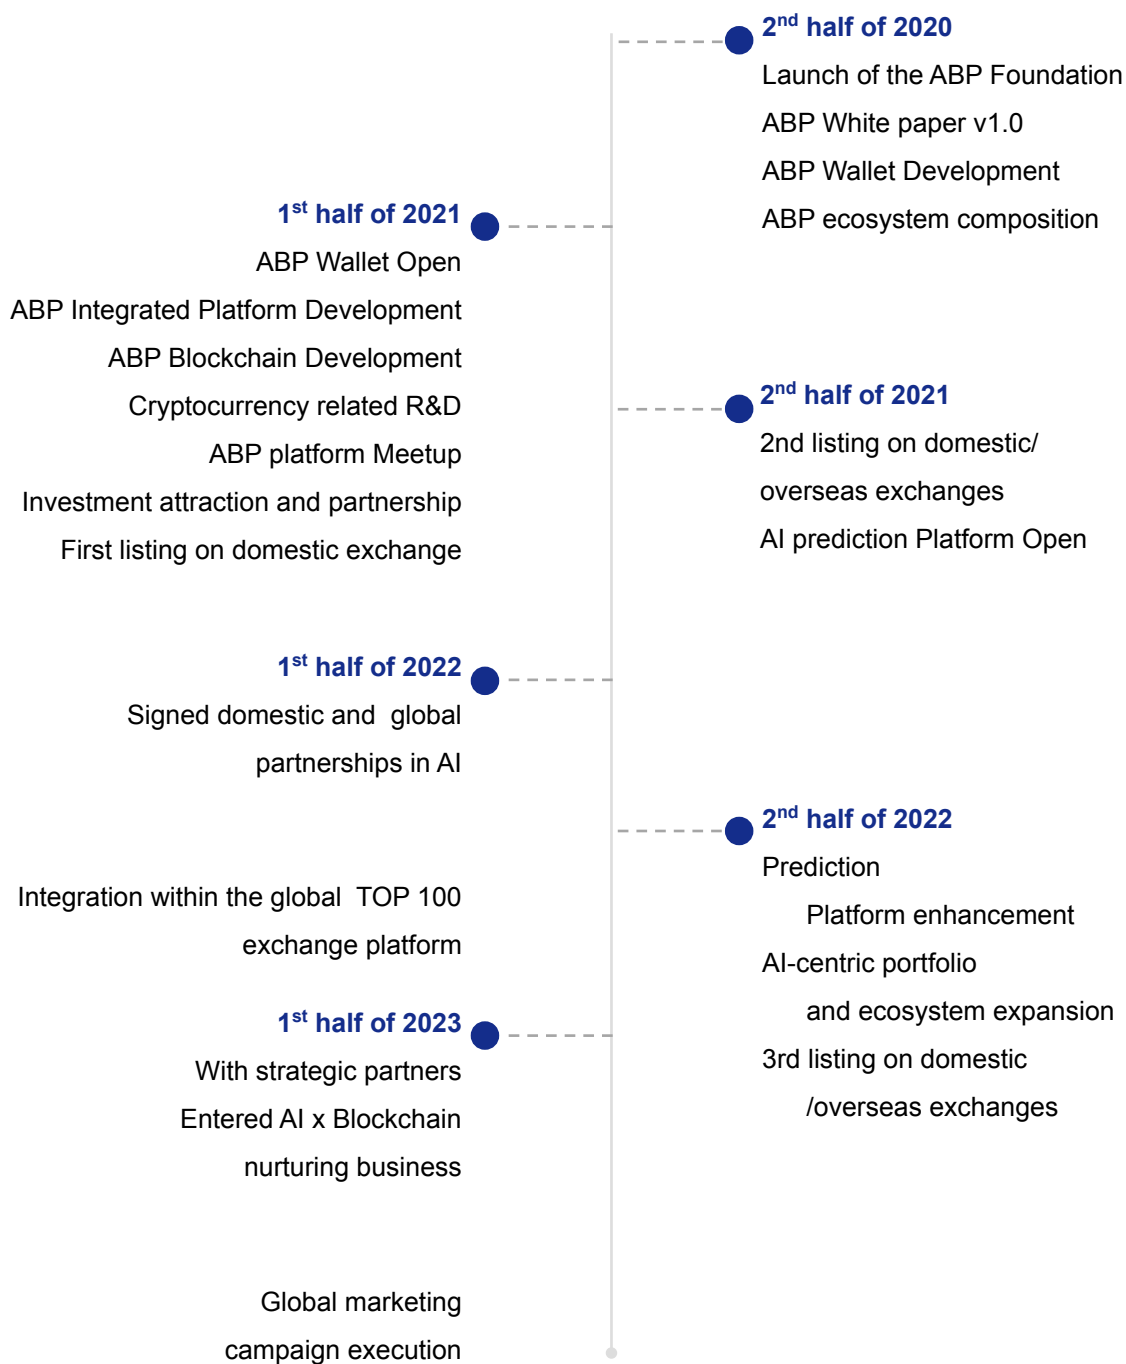 2nd half of 2020
Launch of the ABP Foundation
ABP White paper v1.0
ABP Wallet Development
ABP ecosystem composition
1st half of 2021
ABP Wallet Open
ABP Integrated Platform Development
ABP Blockchain Development
Cryptocurrency related R&D
ABP platform Meetup
Investment attraction and partnership
First listing on domestic exchange
2nd half of 2021
2nd listing on domestic/
overseas exchanges
AI prediction Platform Open
1st half of 2022
Signed domestic and global
partnerships in AI
Integration within the global TOP 100
exchange platform
2nd half of 2022
Prediction
Platform enhancement
AI-centric portfolio
and ecosystem expansion
3rd listing on domestic
/overseas exchanges
1st half of 2023
With strategic partners
Entered AI x Blockchain
nurturing business
Global marketing
campaign execution